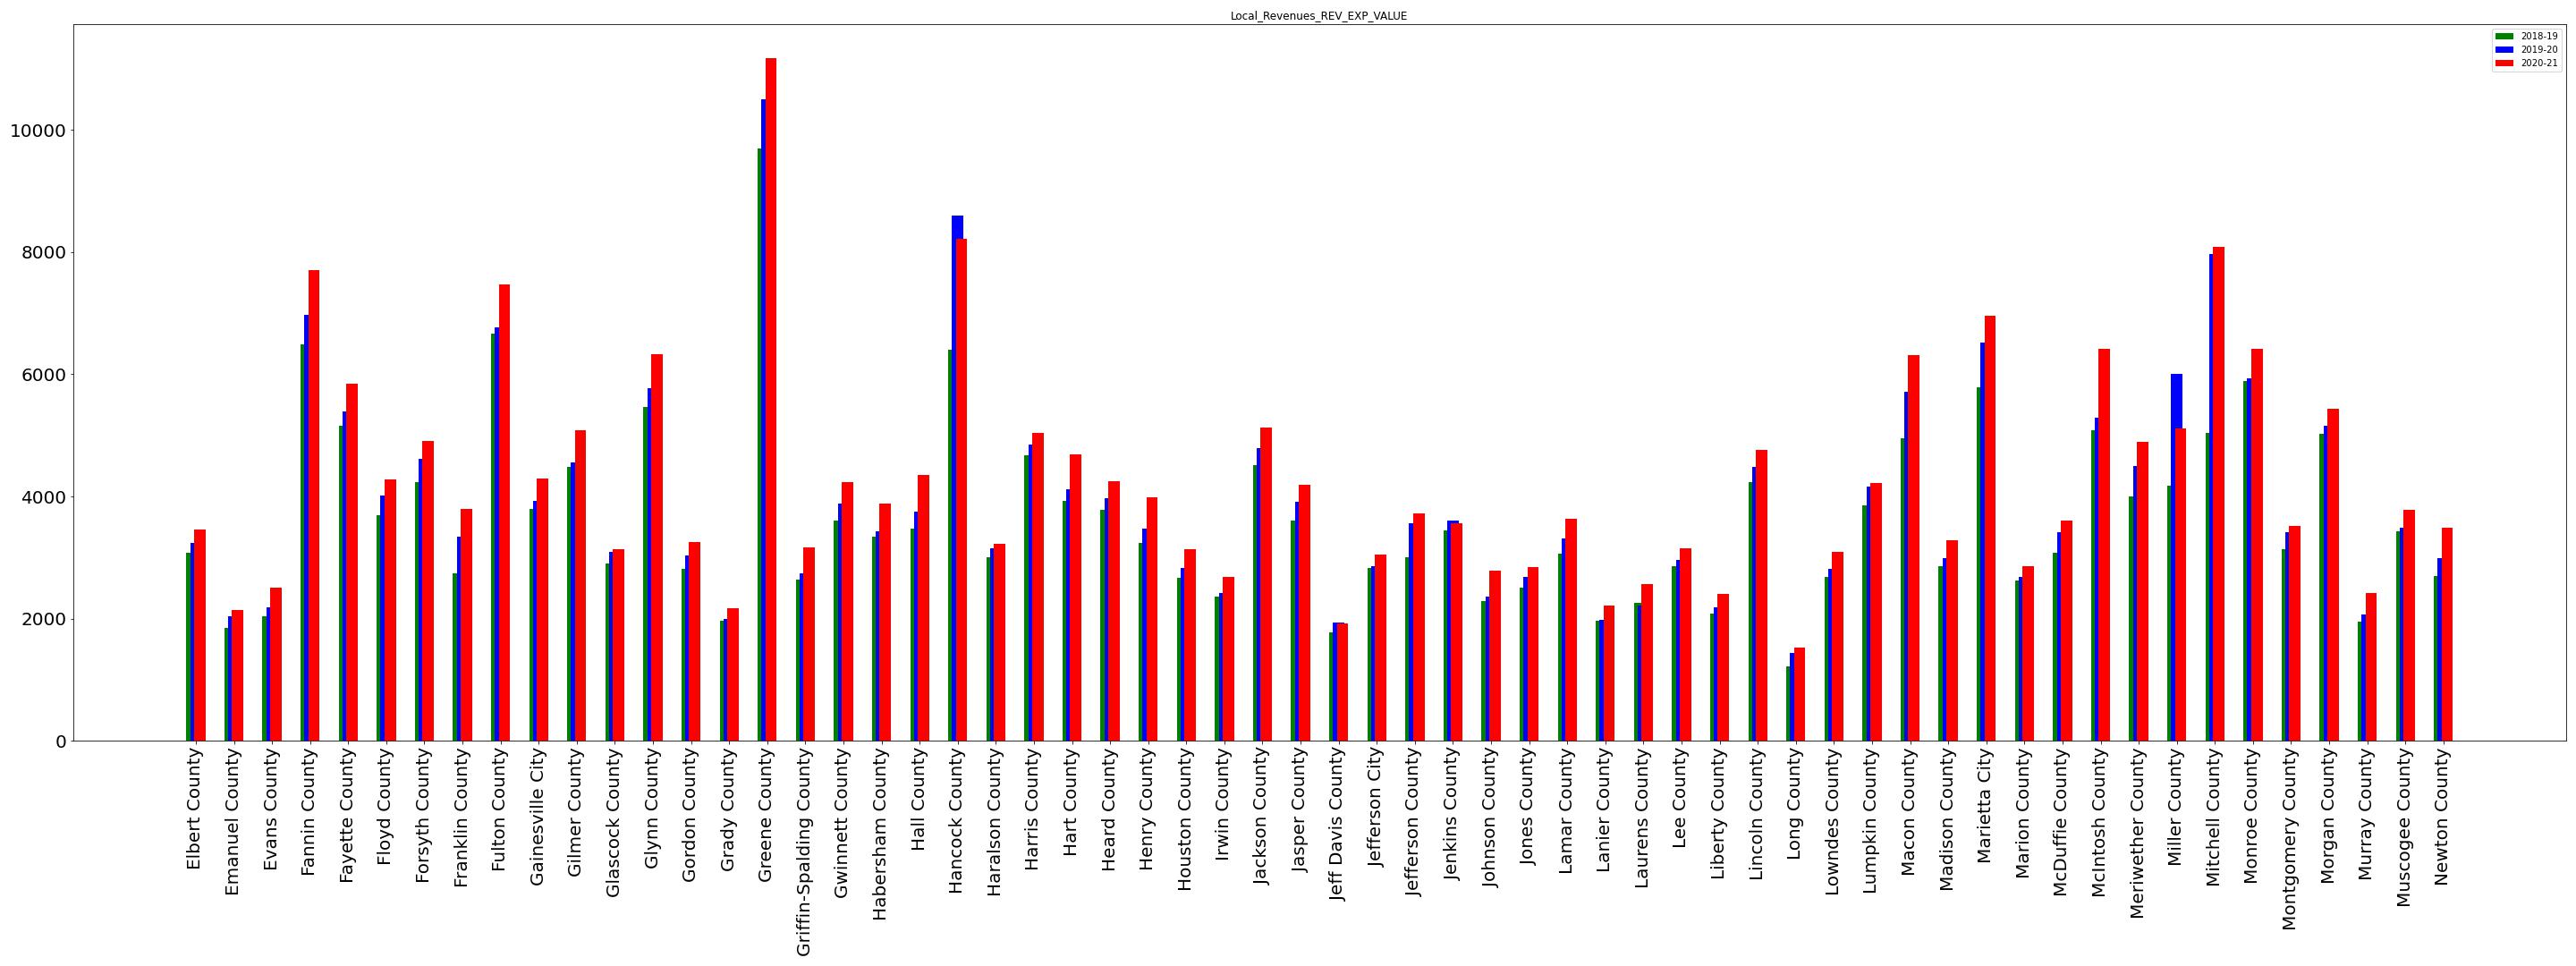 Local_Revenues_REV_EXP_VALUE
2018-19
2019-20
2020-21
10000
8000
6000
4000
2000
0
Elbert County
Emanuel County
Evans County
Fannin County
Fayette County
Floyd County
Forsyth County
Franklin County
Fulton County
Gainesville City
Gilmer County
Glascock County
Glynn County
Gordon County
Grady County
Greene County
Griffin-Spalding County
Gwinnett County
Habersham County
Hall County
Hancock County
Haralson County
Harris County
Hart County
Heard County
Henry County
Houston County
Irwin County
Jackson County
Jasper County
Jeff Davis County
Jefferson City
Jefferson County
Jenkins County
Johnson County
Jones County
Lamar County
Lanier County
Laurens County
Lee County
Liberty County
Lincoln County
Long County
Lowndes County
Lumpkin County
Macon County
Madison County
Marietta City
Marion County
McDuffie County
McIntosh County
Meriwether County
Miller County
Mitchell County
Monroe County
Montgomery County
Morgan County
Murray County
Muscogee County
Newton County